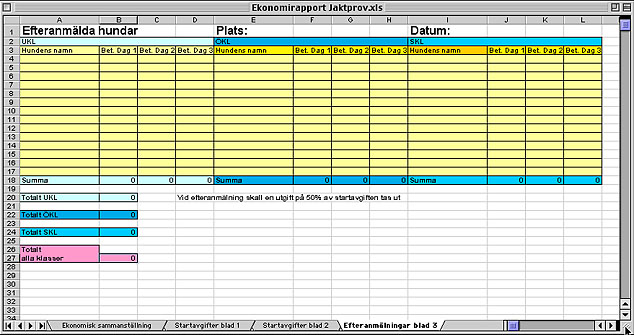 Ekonomirapport Jaktprov.xls
A B C D E F G H I J K L
1 Efteranmälda hundar Plats: Datum:
2 UKL ÖKL SKL
3 Hundens namn Bet. Dag 1 Bet. Dag 2 Bet. Dag 3 Hundens namn Bet. Dag 1 Bet. Dag 2 Bet. Dag 3 Hundens namn Bet. Dag 1 Bet. Dag 2 Bet. Dag 3
4
5
6
7
8
9
10
11
12
13
14
15
16
17
18 Summa 0 0 0 Summa 0 0 0 Summa 0 0 0
19
20 Totalt UKL 0 Vid efteranmälning skall en utgift på 50% av startavgiften tas ut
21
22 Totalt ÖKL 0
23
24 Totalt SKL 0
25
26 Totalt
27 alla klasser 0
28
29
30
31
32
33
34
Ekonomisk sammanställning Startavgifter blad 1 Startavgifter blad 2 Efteranmälningar blad 3